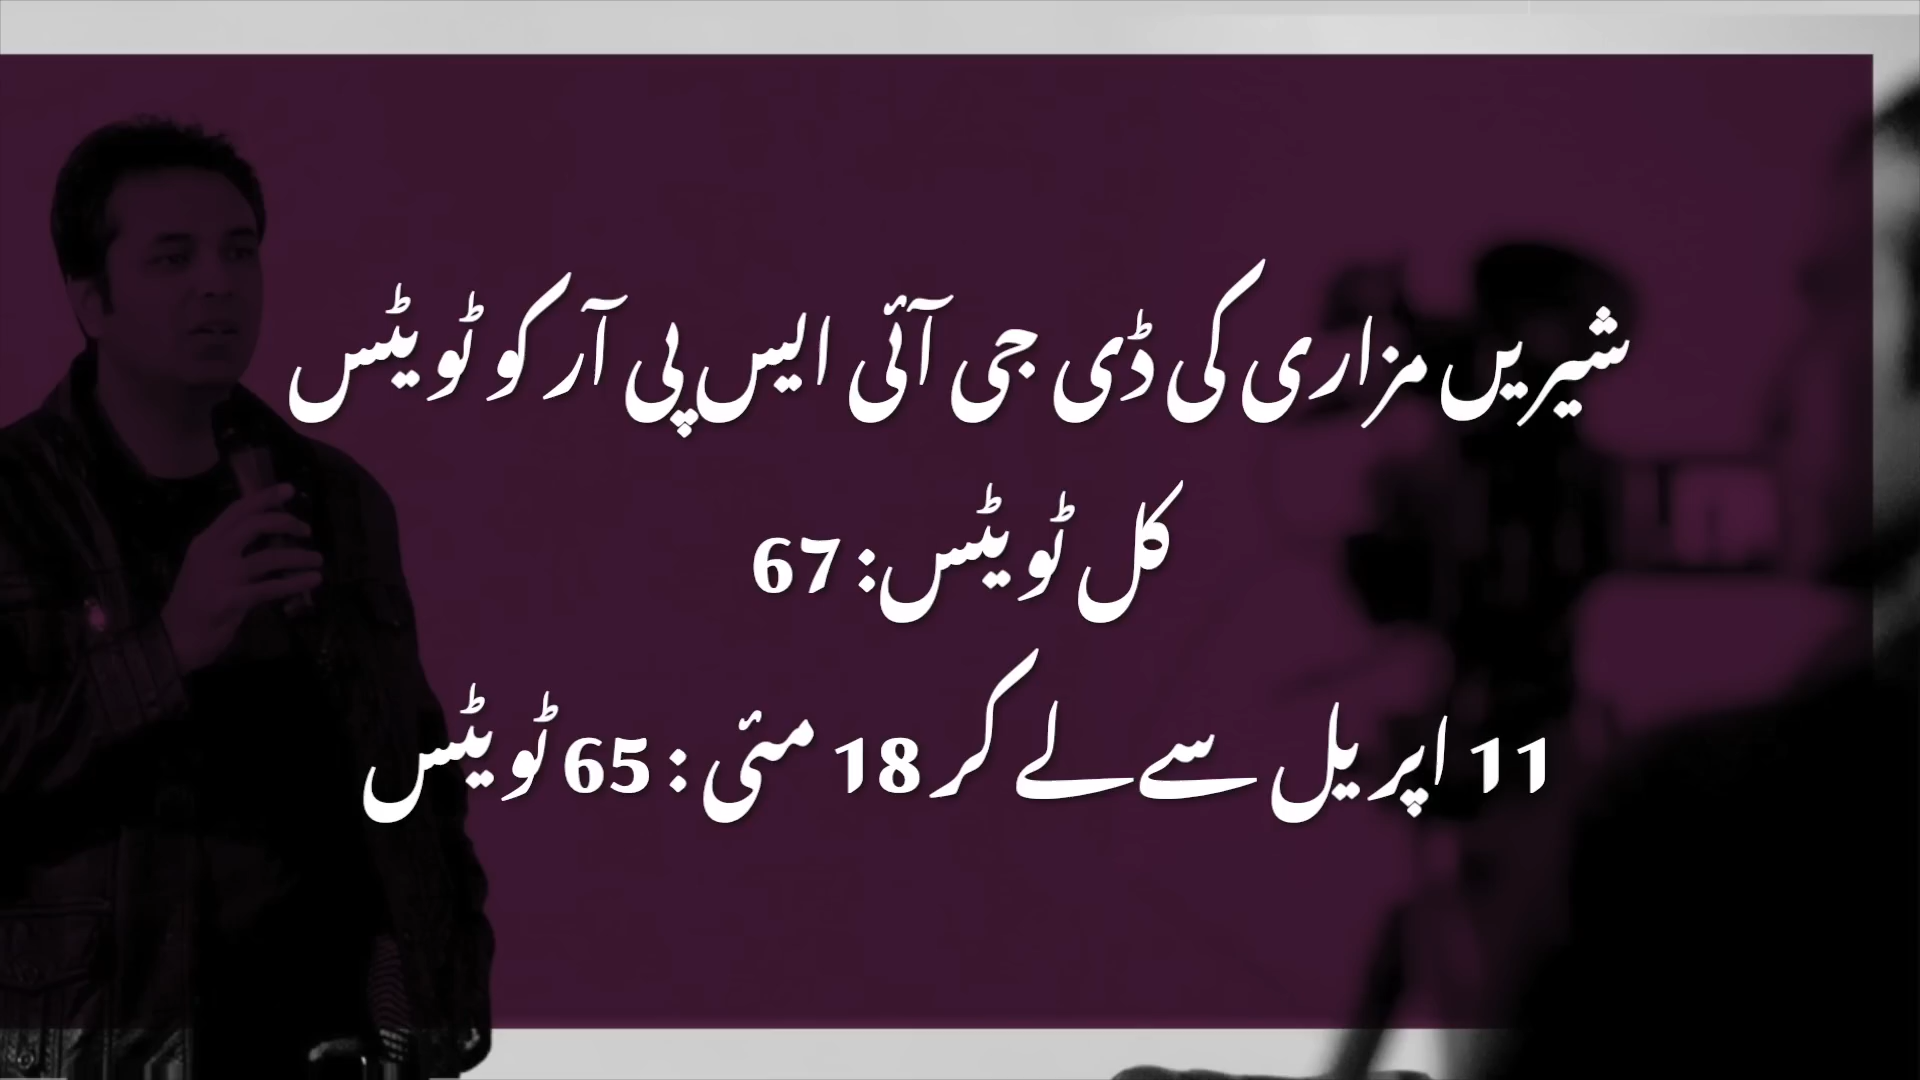 شیریں مزاری کی ڈی جی آئی ایس پی آر کو ٹویٹس
کل ٹویٹس: 67
11 اپریل سے لے کر 18 مئی : 65 ٹویٹس